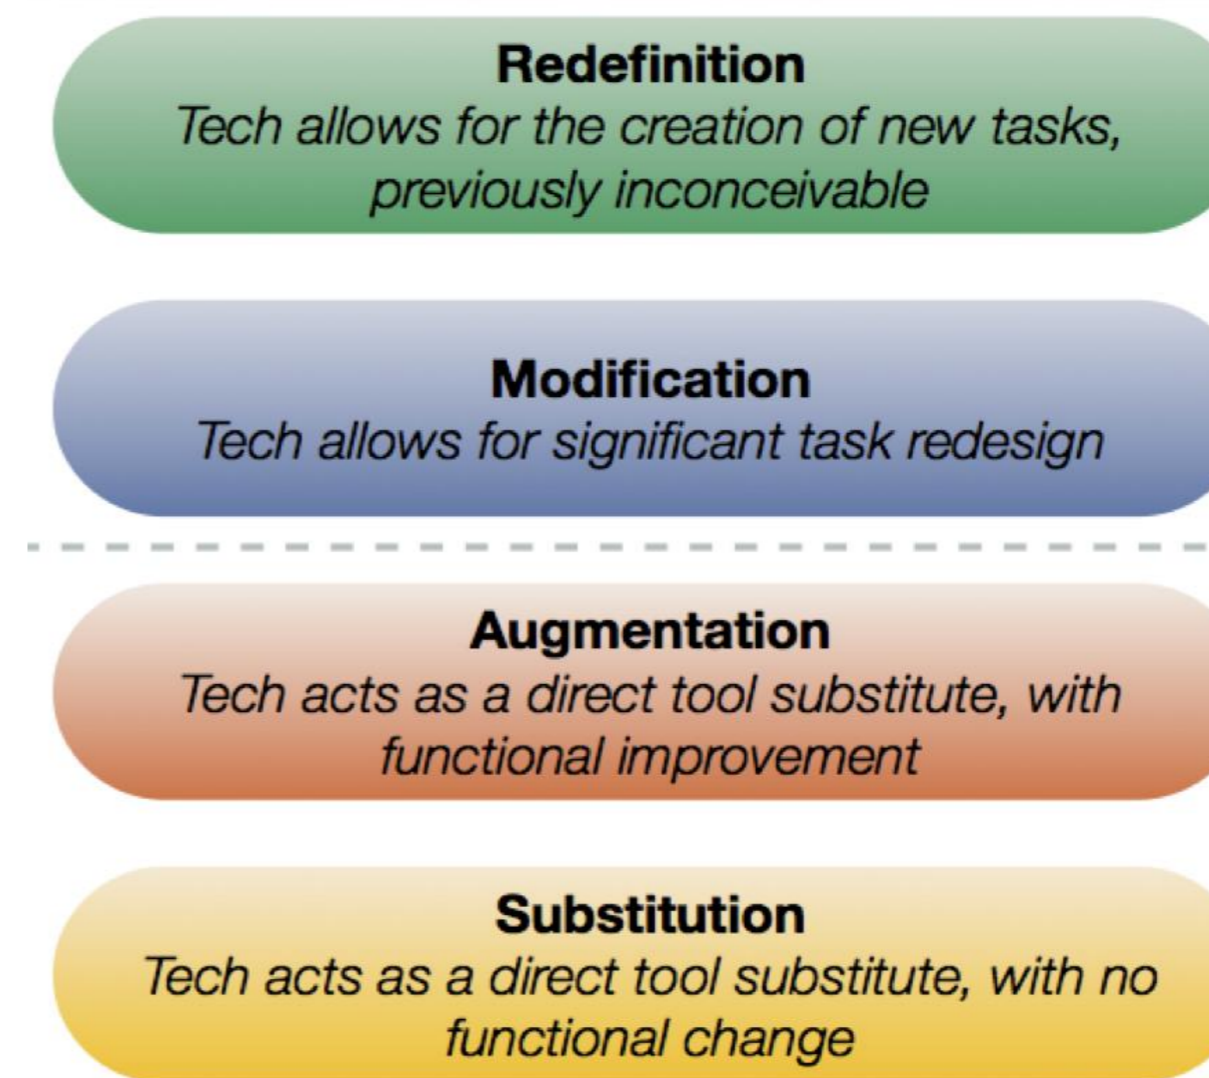 Redefinition
Tech allows for the creation of new tasks,
previously inconceivable
Modification
Tech allows for significant task redesign
Augmentation
Tech acts as a direct tool substitute, with
functional improvement
Substitution
Tech acts as a direct tool substitute, with no
functional change